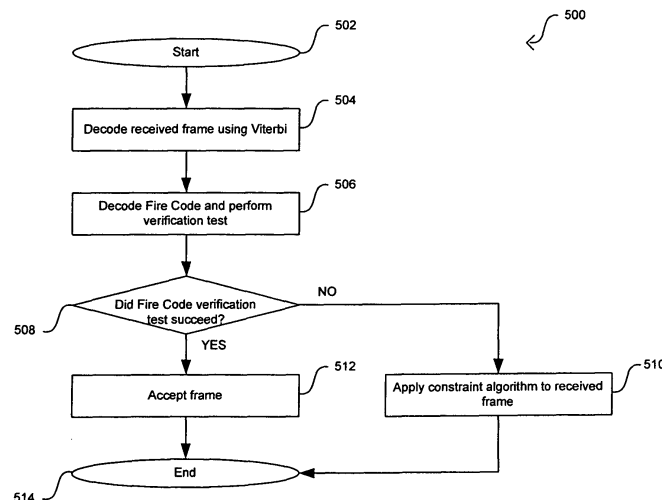 502
500
Start
504
Decode received frame using Viterbi
506
Decode Fire Code and perform
verification test
NO
Did Fire Code verification
test succeed?
508
YES
512
510
Accept frame
Apply constraint algorithm to received
frame
End
514